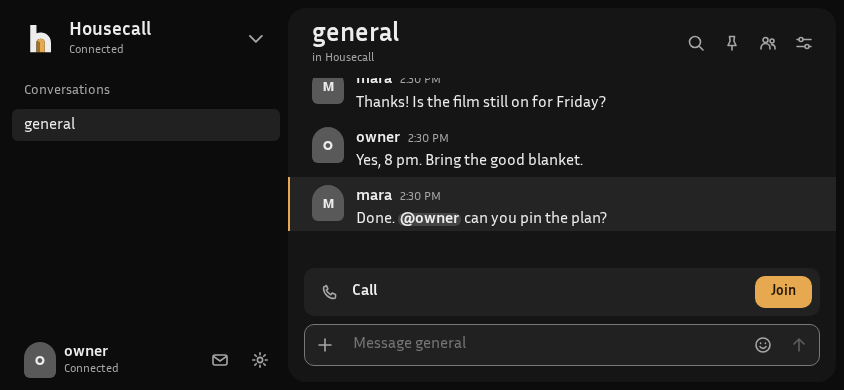 Housecall
Connected
Conversations
general
owner
Connected
general
in Housecall
mara 2:30 PM
Thanks! Is the film still on for Friday?
owner 2:30 PM
Yes, 8 pm. Bring the good blanket.
mara 2:30 PM
Done. @owner can you pin the plan?
Call
Join
Message general
M
O
M
O